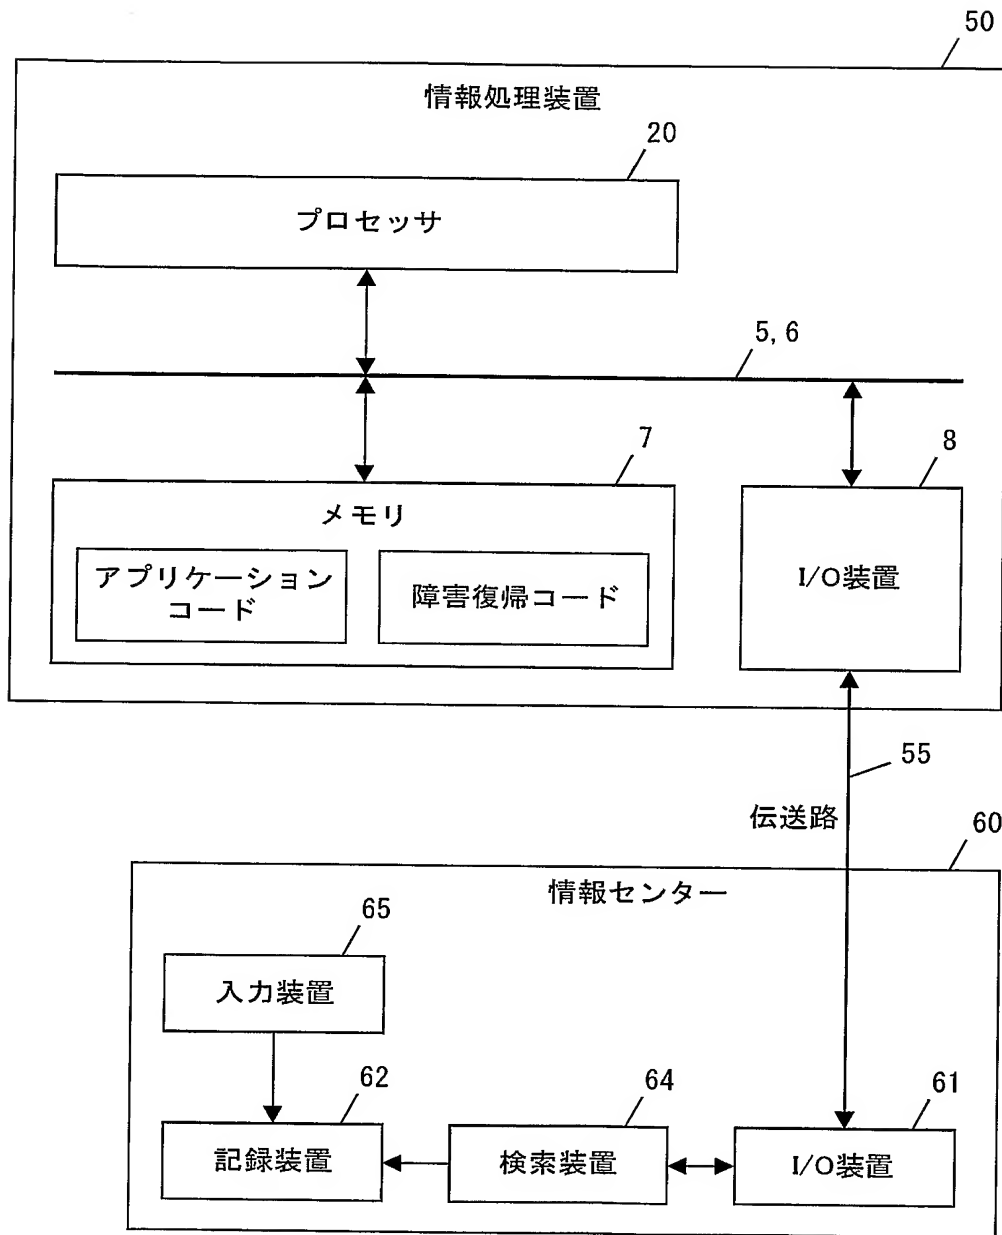 50
情報処理装置
20
プロセッサ
5, 6
7
8
メモリ
アプリケーション
コード
障害復帰コード
I/O装置
55
伝送路
60
情報センター
65
入力装置
62
64
61
記録装置
検索装置
I/O装置